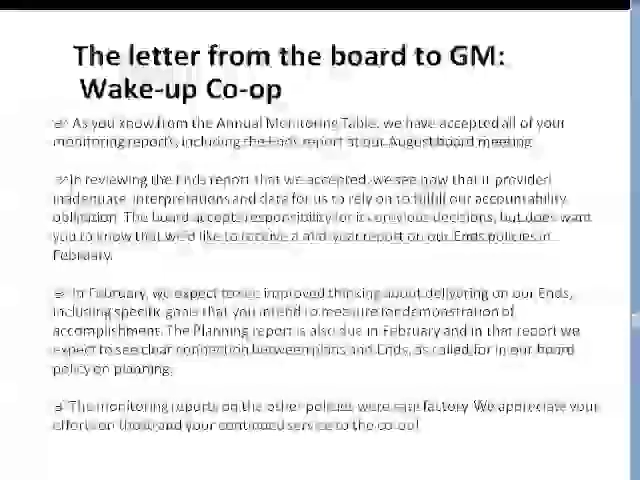 The letter from the board to GM:
Wake-up Co-op
As you know from the Annual Monitoring Table, we have accepted all of your
monitoring reports, including the Ends report at our August board meeting.
In reviewing the Ends report that we accepted, we see now that it provided
inadequate interpretations and data for us to rely on to fulfill our accountability
obligation. The board accepts responsibility for its previous decisions, but does want
you to know that we'd like to receive a mid-year report on our Ends policies in
February.
In February, we expect to see improved thinking about delivering on our Ends,
including specific goals that you intend to measure for demonstration of
accomplishment. The Planning report is also due in February and in that report we
expect to see clear connection between plans and Ends, as called for in our board
policy on planning.
The monitoring reports on the other policies were satisfactory. We appreciate your
efforts on those and your continued service to the co-op!